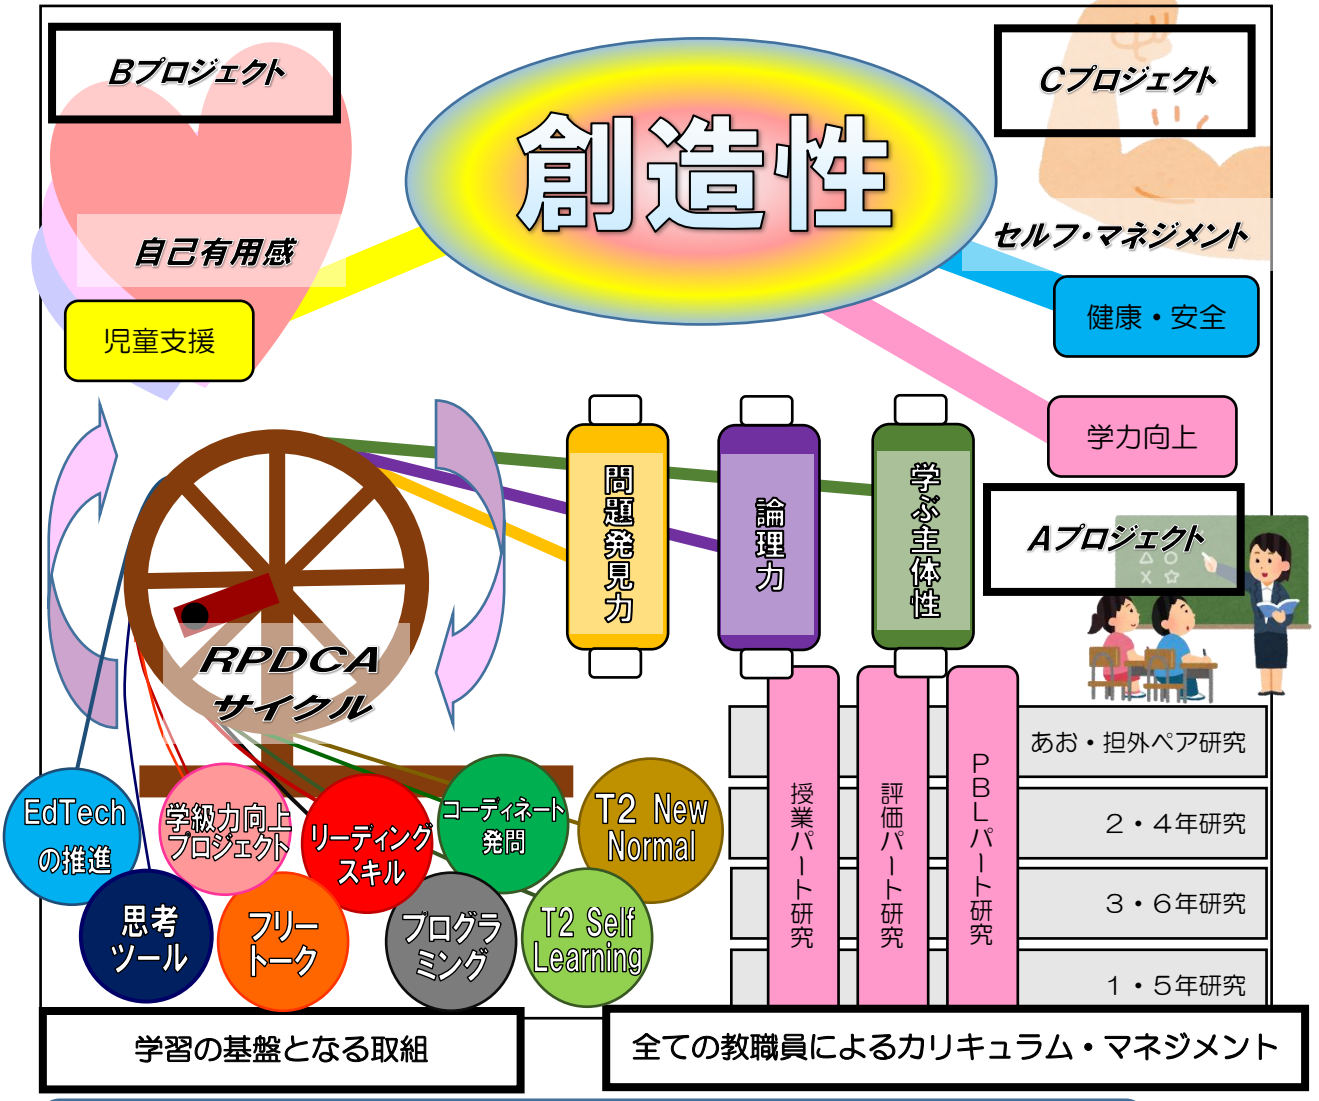 Bプロジェクト
創造性
Cプロジェクト
自己有用感
セルフ・マネジメント
児童支援
健康・安全
学力向上
問題発見力
論理力
学ぶ主体性
Aプロジェクト
RPDCA
サイクル
EdTech
の推進
学級力向上
プロジェクト
リーディング
スキル
コーディネート
発問
T2 New
Normal
思考
ツール
フリー
トーク
プログラ
ミング
T2 Self
Learning
授業パート研究
評価パート研究
PBLパート研究
あお・担外ペア研究
2・4年研究
3・6年研究
1・5年研究
学習の基盤となる取組
全ての教職員によるカリキュラム・マネジメント